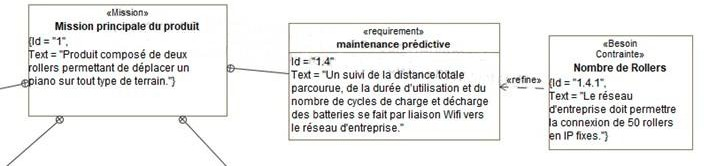 «Mission»
Mission principale du produit
{Id = "1",
Text = "Produit composé de deux
rollers permettant de déplacer un
piano sur tout type de terrain."}
«requirement»
maintenance prédictive
Id = "1.4"
Text = "Un suivi de la distance totale
parcourue, de la durée d'utilisation et du
nombre de cycles de charge et décharge
des batteries se fait par liaison Wifi vers
le réseau d'entreprise."
«refine»
«Besoin
Contrainte»
Nombre de Rollers
{Id = "1.4.1",
Text = "Le réseau
d'entreprise doit permettre
la connexion de 50 rollers
en IP fixes."}